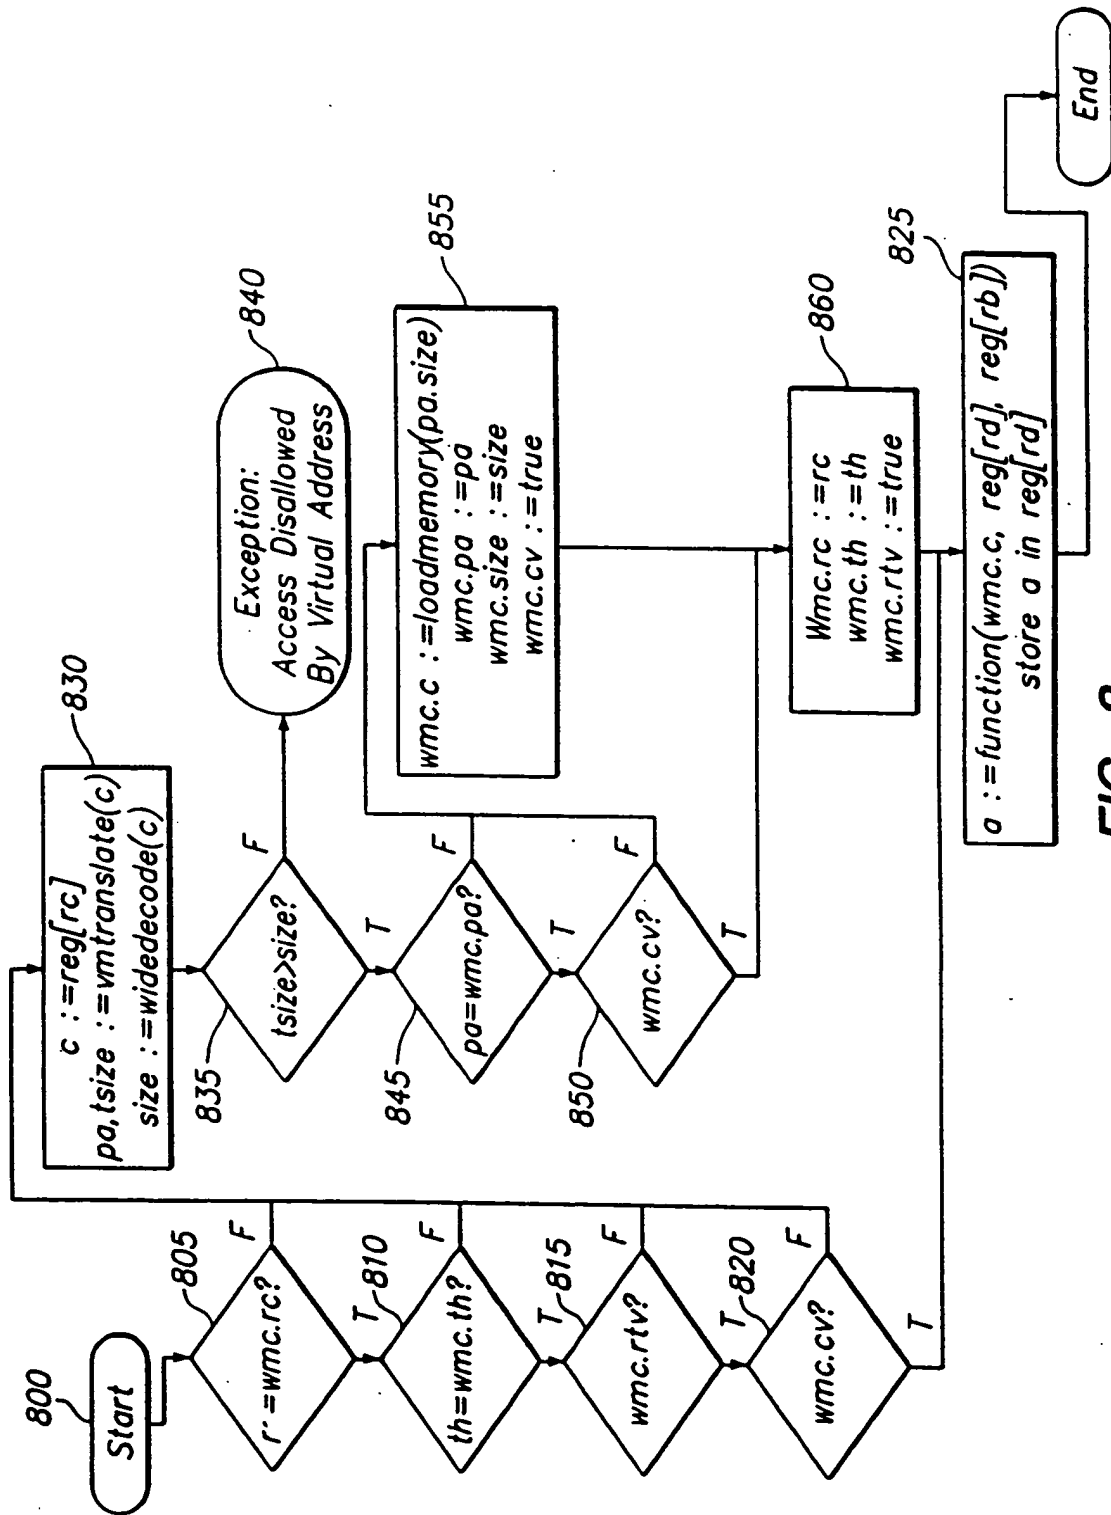 800
Start
805
r'=wmc.rc?
F
T
810
th=wmc.th?
F
T
815
wmc.rtv?
F
T
820
wmc.cv?
F
T
830
c :=reg[rc]
pa,tsize :=vmtranslate(c)
size :=widedecode(c)
835
tsize>size?
F
T
840
Exception:
Access Disallowed
By Virtual Address
845
pa=wmc.pa?
F
T
850
wmc.cv?
F
T
855
wmc.c :=loadmemory(pa.size)
wmc.pa :=pa
wmc.size :=size
wmc.cv :=true
860
Wmc.rc :=rc
wmc.th :=th
wmc.rtv :=true
825
a :=function(wmc.c, reg[rd], reg[rb])
store a in reg[rd]
End
FIG.